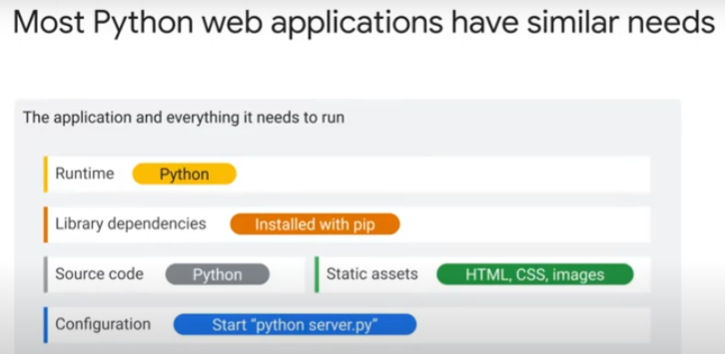 Most Python web applications have similar needs
The application and everything it needs to run
Runtime Python
Library dependencies Installed with pip
Source code Python Static assets HTML, CSS, images
Configuration Start "python server.py"